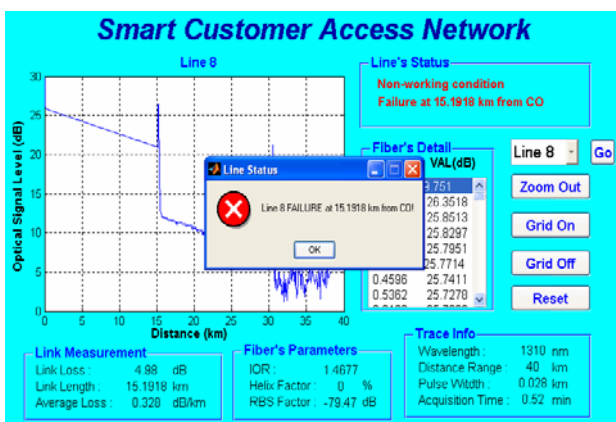 Smart Customer Access Network
Line 8
Optical Signal Level (dB)
30
25
20
15
10
5
0
0 5 10 15 20 25 30 35 40
Distance (km)
Line's Status
Non-working condition
Failure at 15.1918 km from CO
Fiber's Detail
VAL(dB)
9.751
26.3518
25.8513
25.8297
25.7951
25.7714
0.4596 25.7411
0.5362 25.7278
Line 8
Go
Zoom Out
Grid On
Grid Off
Reset
Line Status
Line 8 FAILURE at 15.1918 km from CO!
OK
Link Measurement
Link Loss : 4.98 dB
Link Length : 15.1918 km
Average Loss : 0.328 dB/km
Fiber's Parameters
IOR : 1.4677
Helix Factor : 0 %
RBS Factor : -79.47 dB
Trace Info
Wavelength : 1310 nm
Distance Range : 40 km
Pulse Witdth : 0.028 km
Acquisition Time : 0.52 min